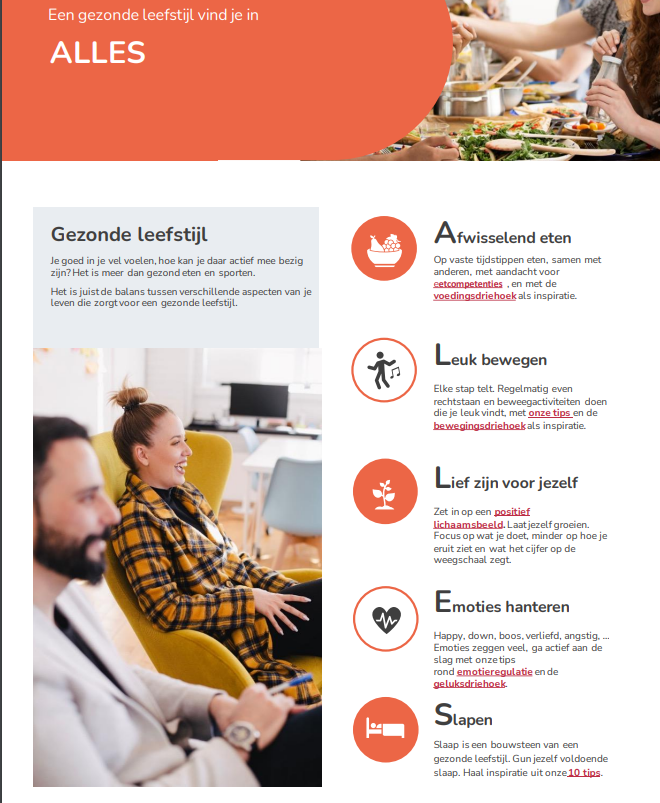 Een gezonde leefstijl vind je in
ALLES
Gezonde leefstijl
Je goed in je vel voelen, hoe kan je daar actief mee bezig
zijn? Het is meer dan gezond eten en sporten.
Het is juist de balans tussen verschillende aspecten van je
leven die zorgt voor een gezonde leefstijl.
Afwisselend eten
Op vaste tijdstippen eten, samen met
anderen, met aandacht voor
eetcompenties , en met de
voedingsdriehoek als inspiratie.
Leuk bewegen
Elke stap telt. Regelmatig even
rechtstaan en beweegactiviteiten doen
die je leuk vindt, met onze tips en de
bewegingsdriehoek als inspiratie.
Lief zijn voor jezelf
Zet in op een positief
lichaamsbeeld. Laat jezelf groeien.
Focus op wat je doet, minder op hoe je
eruit ziet en wat het cijfer op de
weegschaal zegt.
Emoties hanteren
Happy, down, boos, verliefd, angstig, ...
Emoties zeggen veel, ga actief aan de
slag met onze tips
rond emotieregulatie en de
geluksdriehoek.
Slapen
Slaap is een bouwsteen van een
gezonde leefstijl. Gun jezelf voldoende
slaap. Haal inspiratie uit onze 10 tips.